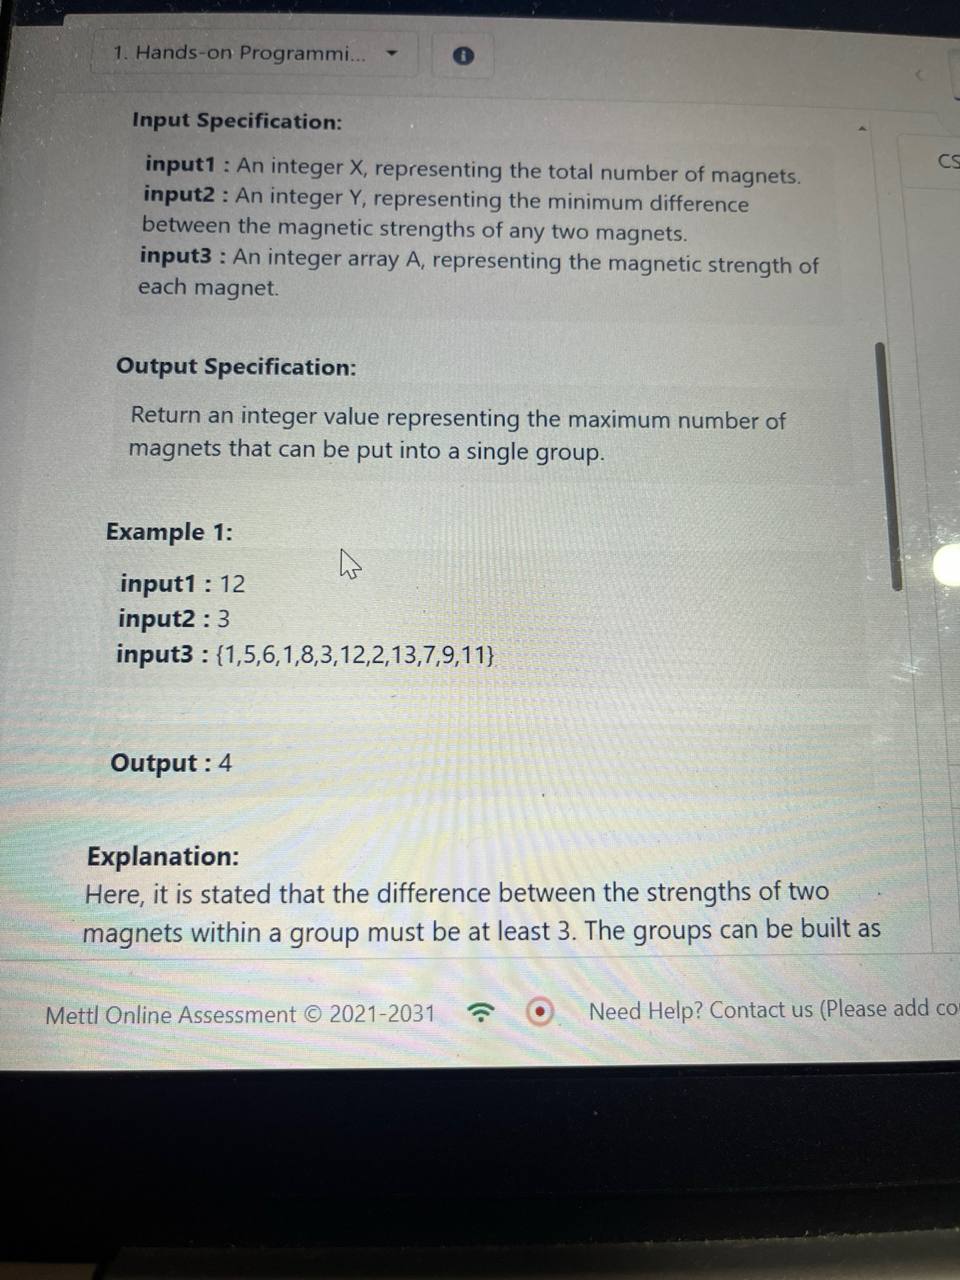 1. Hands-on Programmi...
Input Specification:
input1 : An integer X, representing the total number of magnets.
input2 : An integer Y, representing the minimum difference
between the magnetic strengths of any two magnets.
input3 : An integer array A, representing the magnetic strength of
each magnet.
CS
Output Specification:
Return an integer value representing the maximum number of
magnets that can be put into a single group.
Example 1:
input1 : 12
input2 : 3
input3 : {1,5,6,1,8,3,12,2,13,7,9,11}
Output : 4
Explanation:
Here, it is stated that the difference between the strengths of two
magnets within a group must be at least 3. The groups can be built as
Mettl Online Assessment © 2021-2031
Need Help? Contact us (Please add co